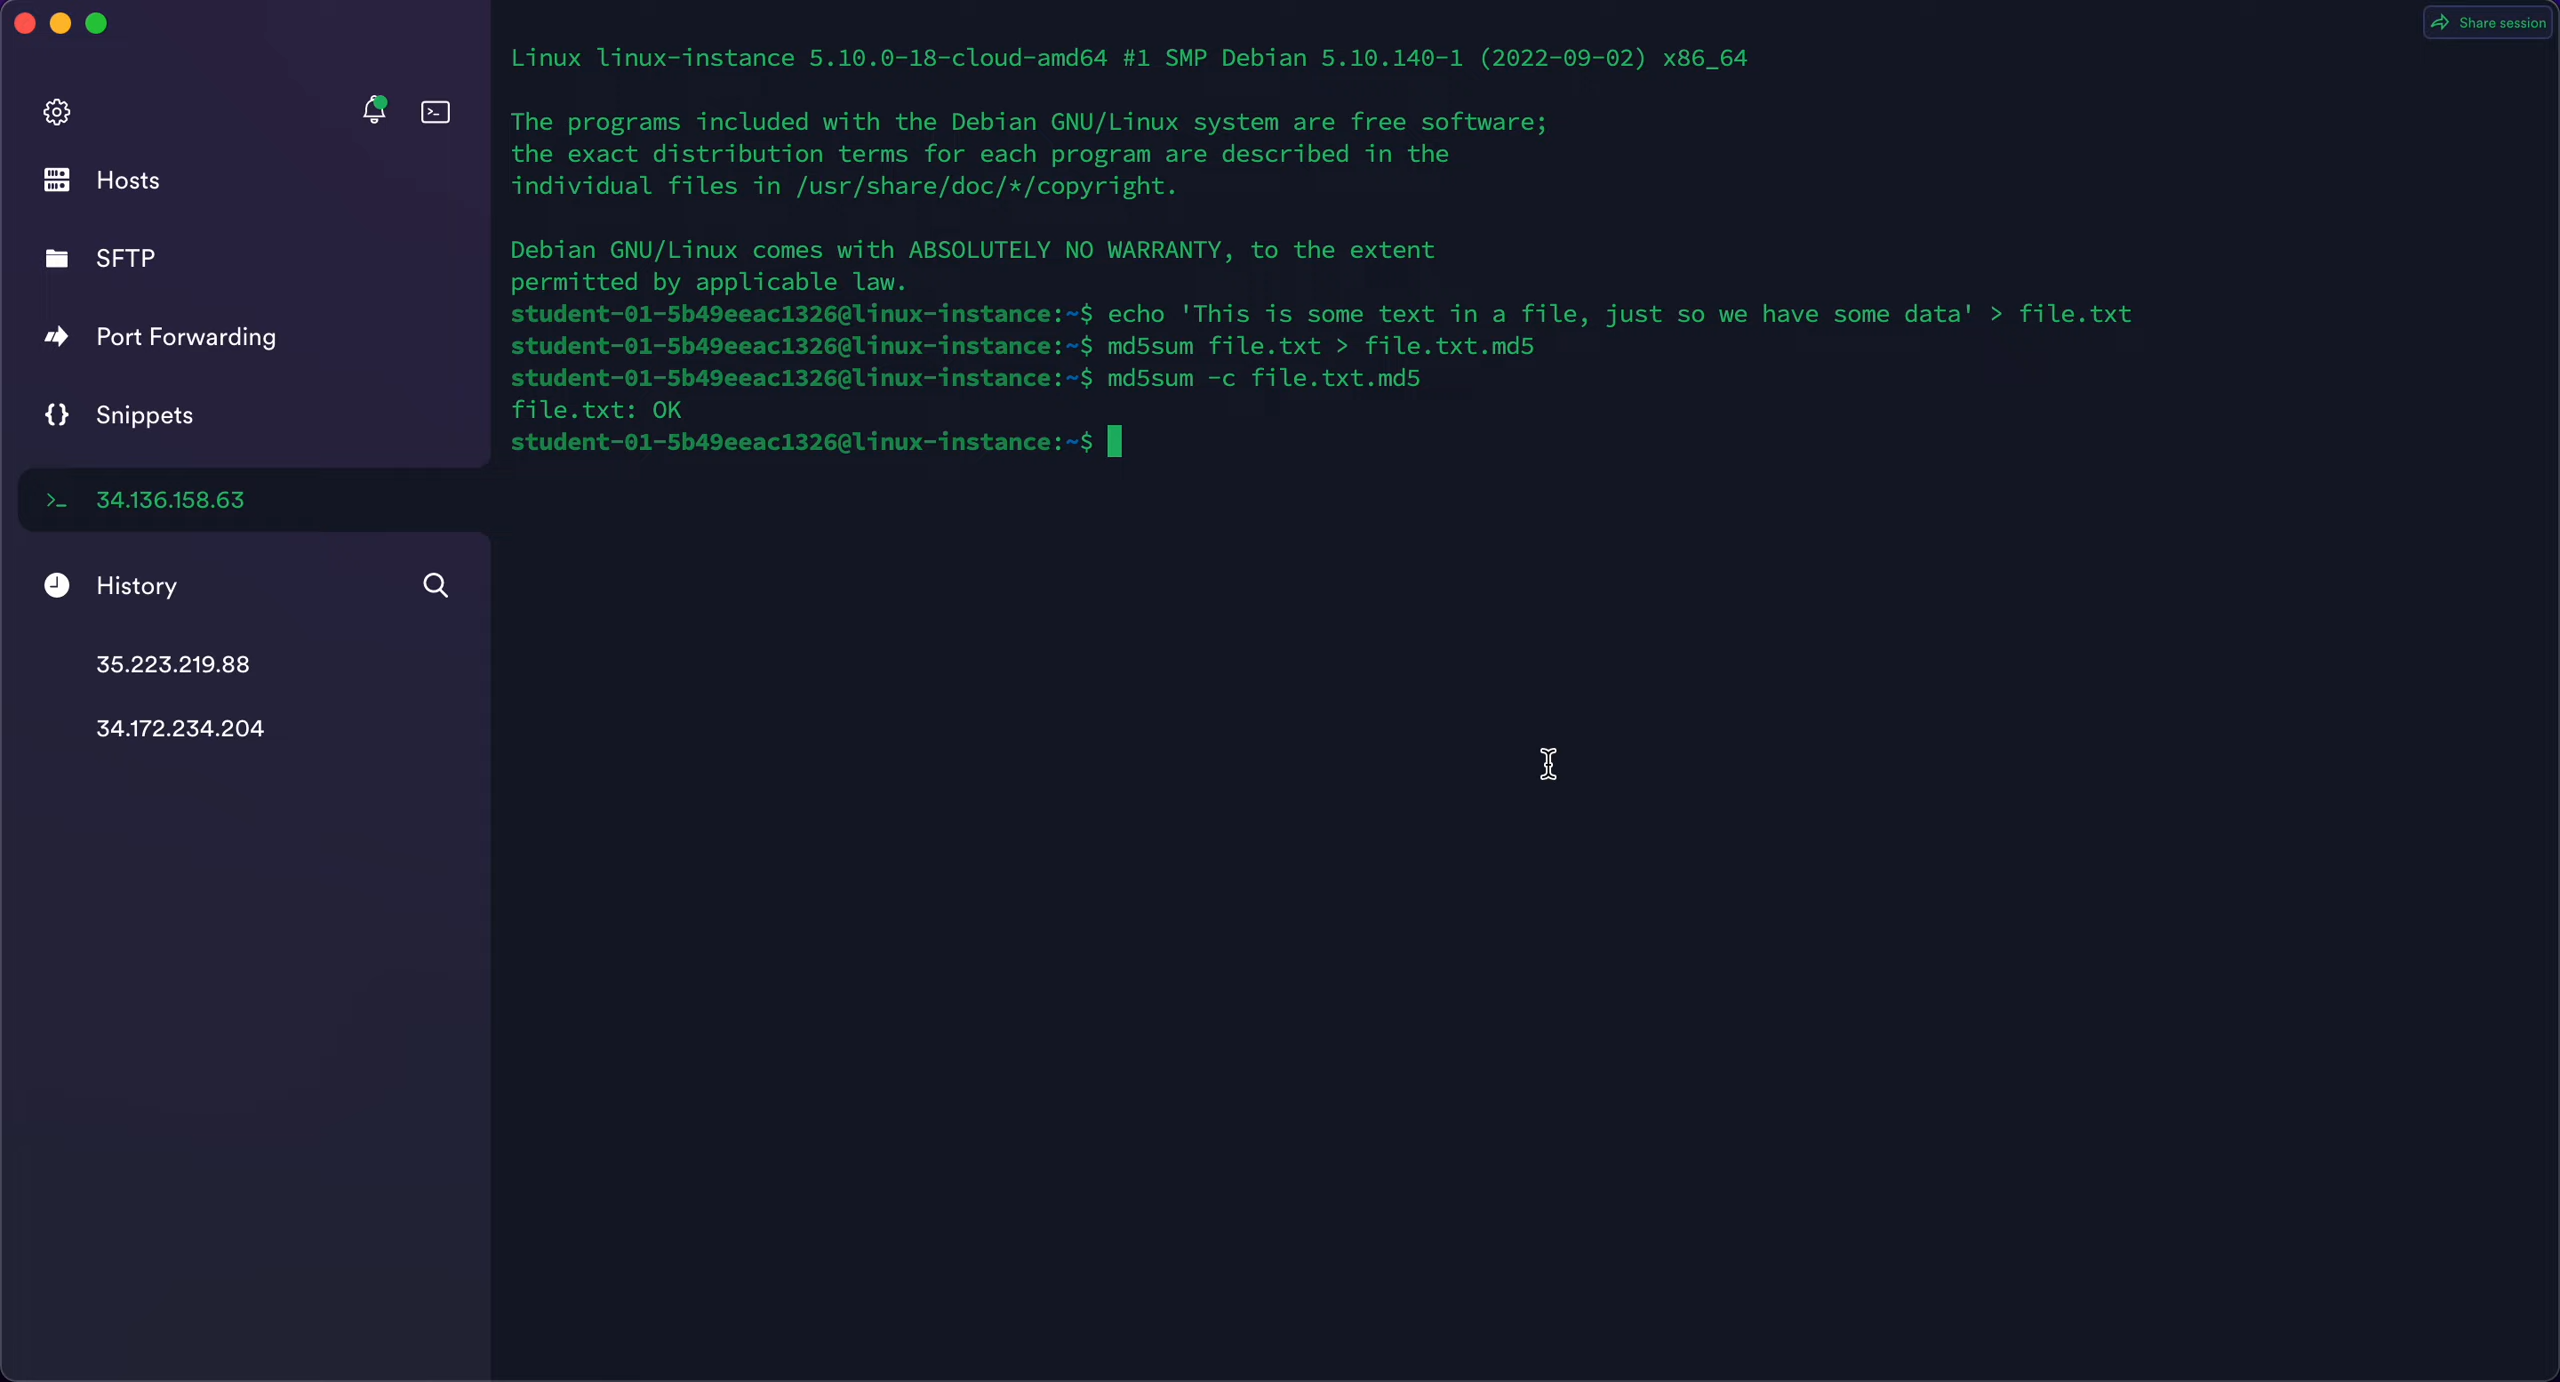 Share session
Hosts
SFTP
Port Forwarding
Snippets
34.136.158.63
History
35.223.219.88
34.172.234.204
Linux linux-instance 5.10.0-18-cloud-amd64 #1 SMP Debian 5.10.140-1 (2022-09-02) x86_64
The programs included with the Debian GNU/Linux system are free software;
the exact distribution terms for each program are described in the
individual files in /usr/share/doc/*/copyright.
Debian GNU/Linux comes with ABSOLUTELY NO WARRANTY, to the extent
permitted by applicable law.
student-01-5b49eeac1326@linux-instance:~$ echo 'This is some text in a file, just so we have some data' > file.txt
student-01-5b49eeac1326@linux-instance:~$ md5sum file.txt > file.txt.md5
student-01-5b49eeac1326@linux-instance:~$ md5sum -c file.txt.md5
file.txt: OK
student-01-5b49eeac1326@linux-instance:~$